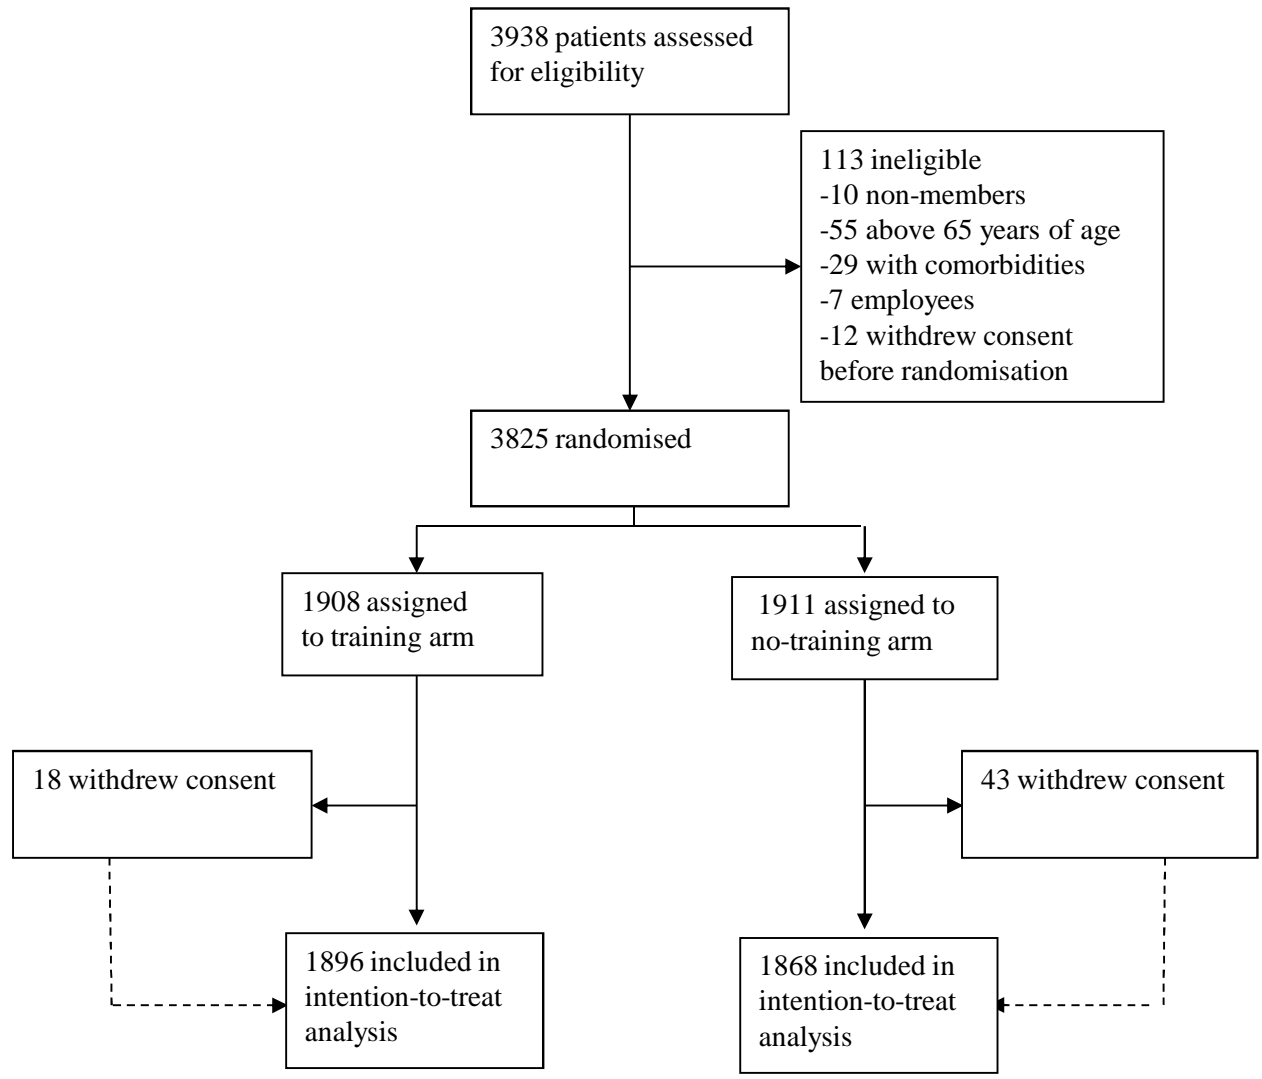 3938 patients assessed
for eligibility
113 ineligible
-10 non-members
-55 above 65 years of age
-29 with comorbidities
-7 employees
-12 withdrew consent
before randomisation
3825 randomised
1908 assigned
to training arm
1911 assigned to
no-training arm
18 withdrew consent
43 withdrew consent
1896 included in
intention-to-treat
analysis
1868 included in
intention-to-treat
analysis